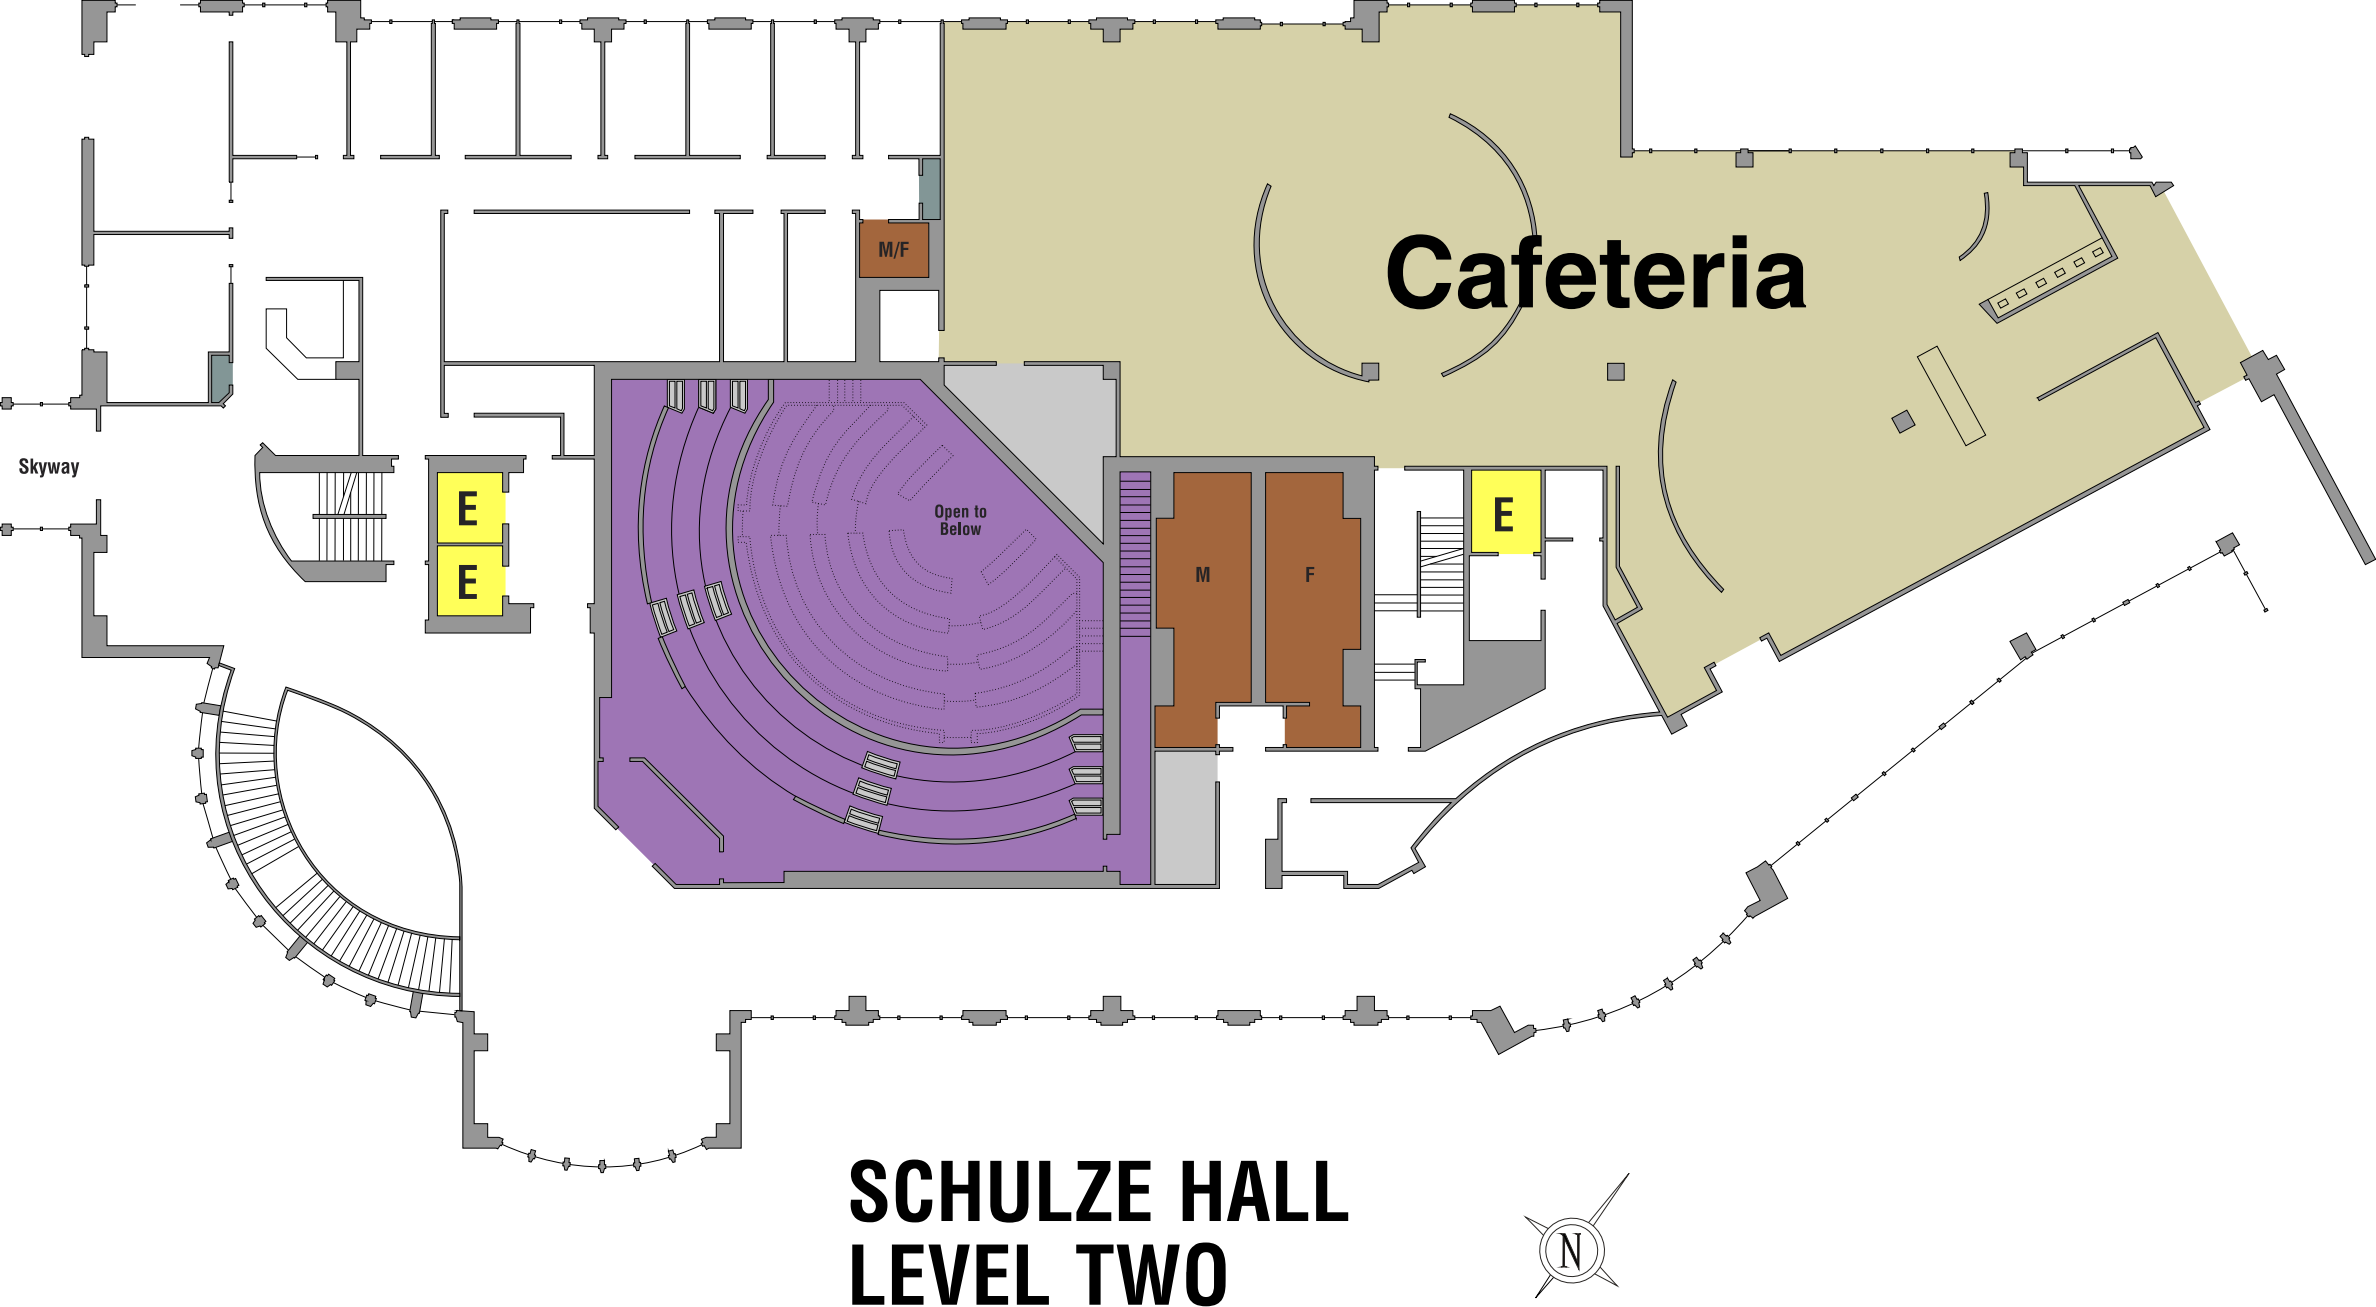 M/F
Cafeteria
Skyway
E
E
E
Open to
Below
M
F
SCHULZE HALL
LEVEL TWO
N